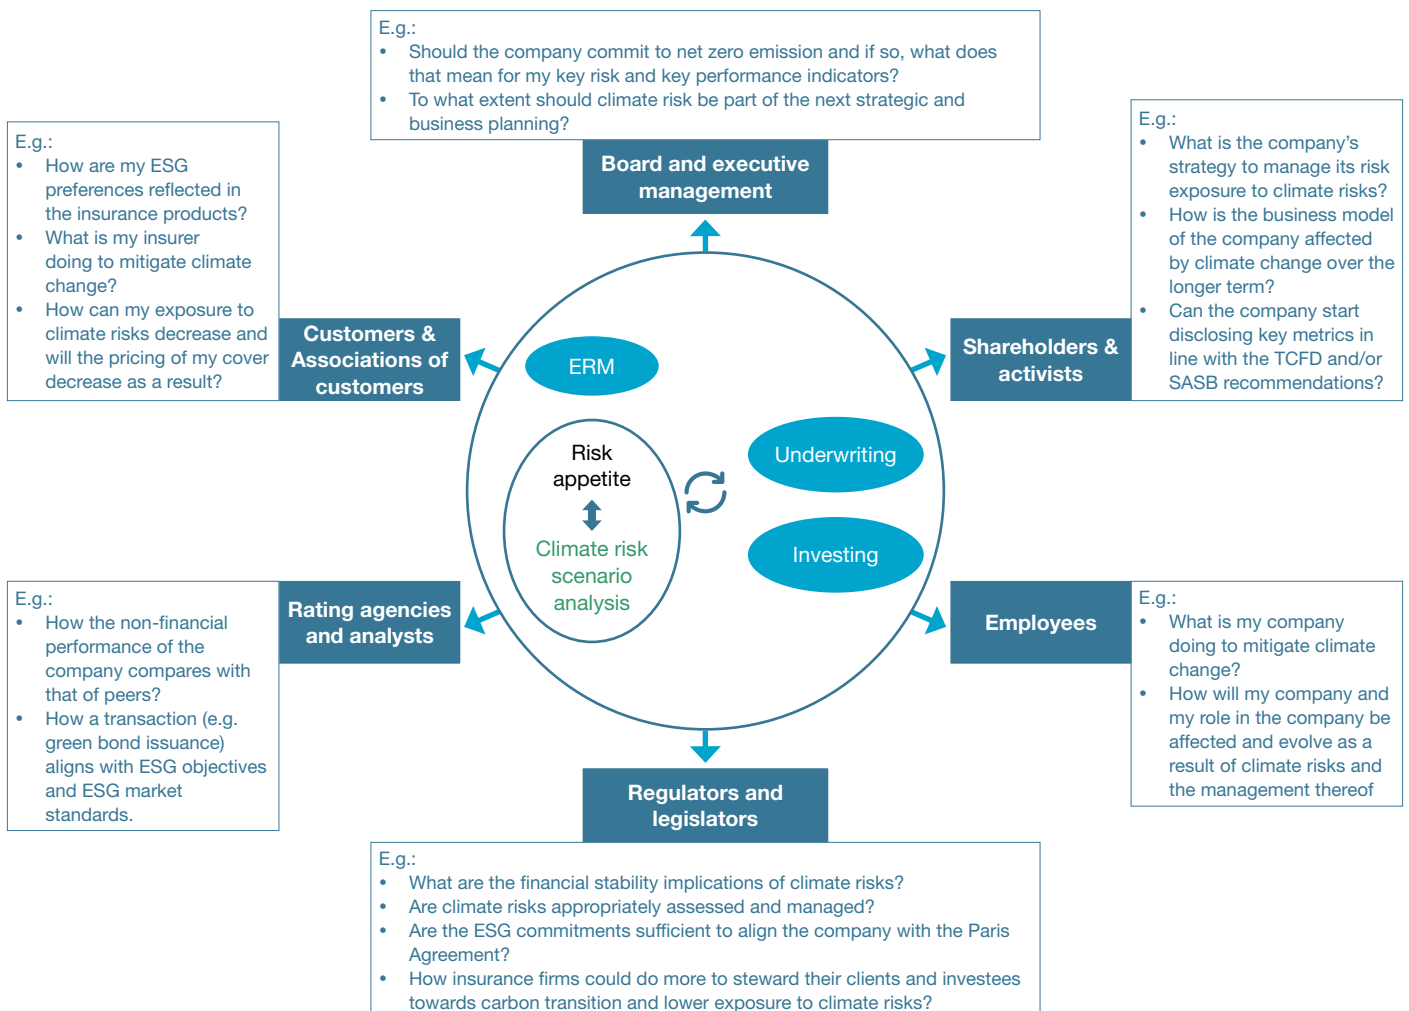 E.g.:
• Should the company commit to net zero emission and if so, what does
that mean for my key risk and key performance indicators?
• To what extent should climate risk be part of the next strategic and
business planning?
Board and executive
management
E.g.:
• How are my ESG
preferences reflected in
the insurance products?
• What is my insurer
doing to mitigate climate
change?
• How can my exposure to
climate risks decrease and
will the pricing of my cover
decrease as a result?
Customers &
Associations of
customers
E.g.:
• What is the company's
strategy to manage its risk
exposure to climate risks?
• How is the business model
of the company affected
by climate change over the
longer term?
• Can the company start
disclosing key metrics in
line with the TCFD and/or
SASB recommendations?
Shareholders &
activists
ERM
Risk
appetite
Climate risk
scenario
analysis
Underwriting
Investing
E.g.:
• How the non-financial
performance of the
company compares with
that of peers?
• How a transaction (e.g.
green bond issuance)
aligns with ESG objectives
and ESG market
standards.
Rating agencies
and analysts
Employees
E.g.:
• What is my company
doing to mitigate climate
change?
• How will my company and
my role in the company be
affected and evolve as a
result of climate risks and
the management thereof
Regulators and
legislators
E.g.:
• What are the financial stability implications of climate risks?
• Are climate risks appropriately assessed and managed?
• Are the ESG commitments sufficient to align the company with the Paris
Agreement?
• How insurance firms could do more to steward their clients and investees
towards carbon transition and lower exposure to climate risks?